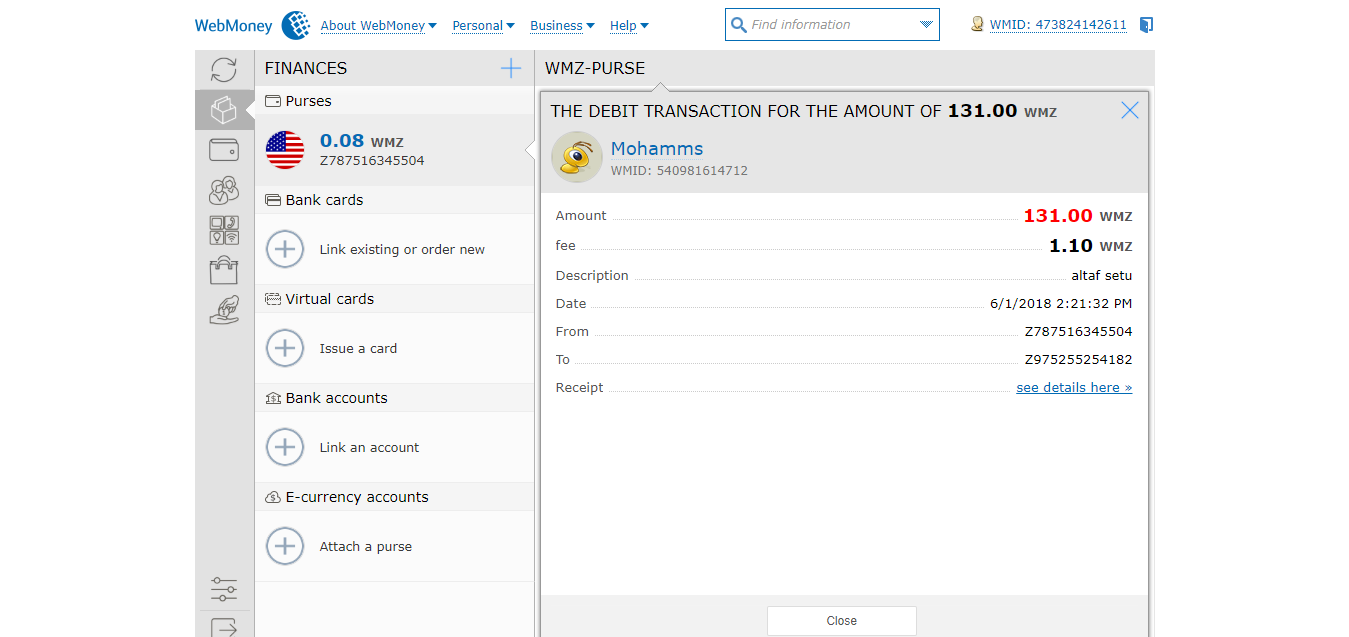 WebMoney About WebMoney Personal Business Help Find information WMID: 473824142611
FINANCES
Purses
0.08 WMZ
Z787516345504
Bank cards
Link existing or order new
Virtual cards
Issue a card
Bank accounts
Link an account
E-currency accounts
Attach a purse
WMZ-PURSE
THE DEBIT TRANSACTION FOR THE AMOUNT OF 131.00 WMZ
Mohamms
WMID: 540981614712
Amount 131.00 WMZ
fee 1.10 WMZ
Description altaf setu
Date 6/1/2018 2:21:32 PM
From Z787516345504
To Z975255254182
Receipt see details here »
Close